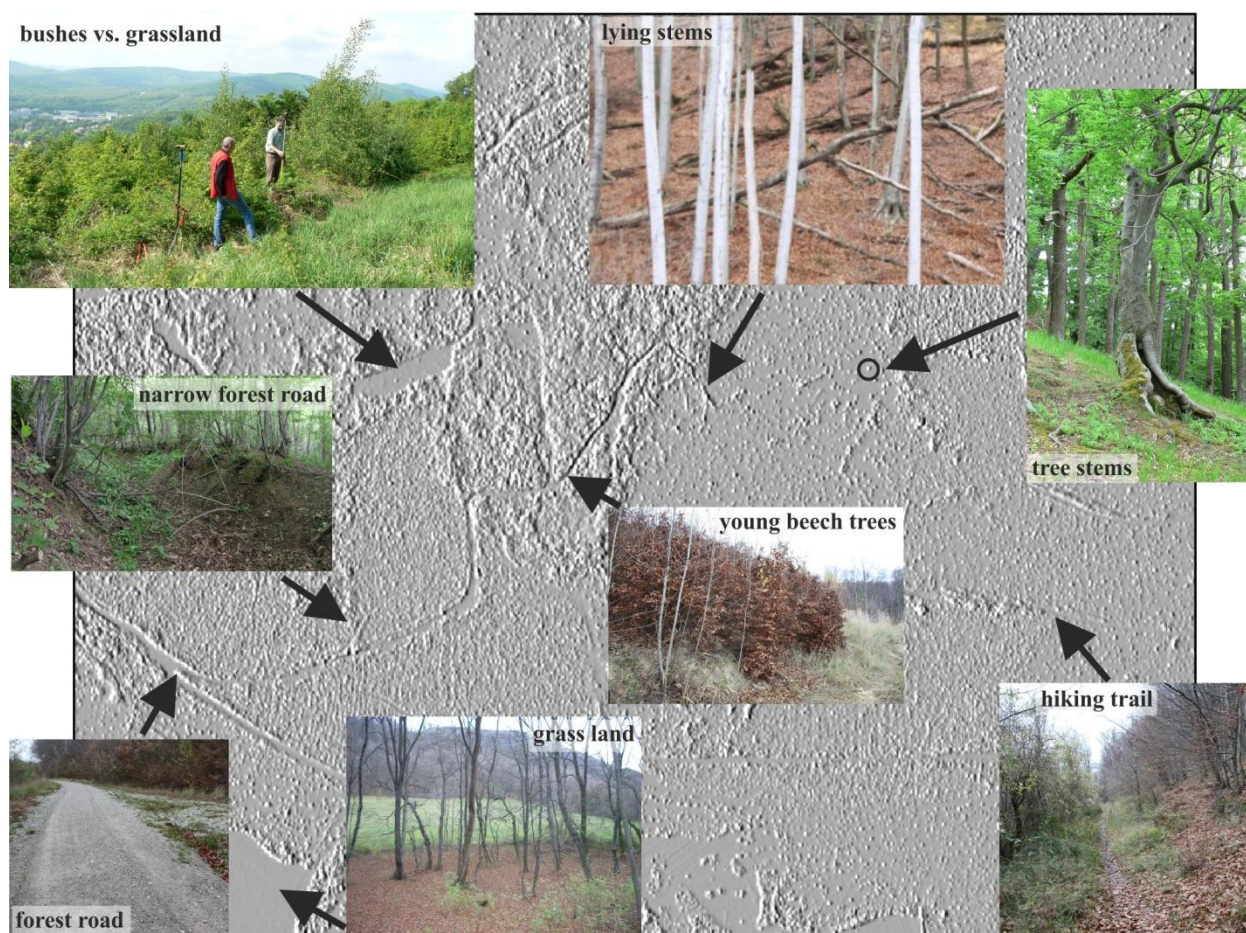 bushes vs. grassland
lying stems
narrow forest road
tree stems
young beech trees
hiking trail
grass land
forest road